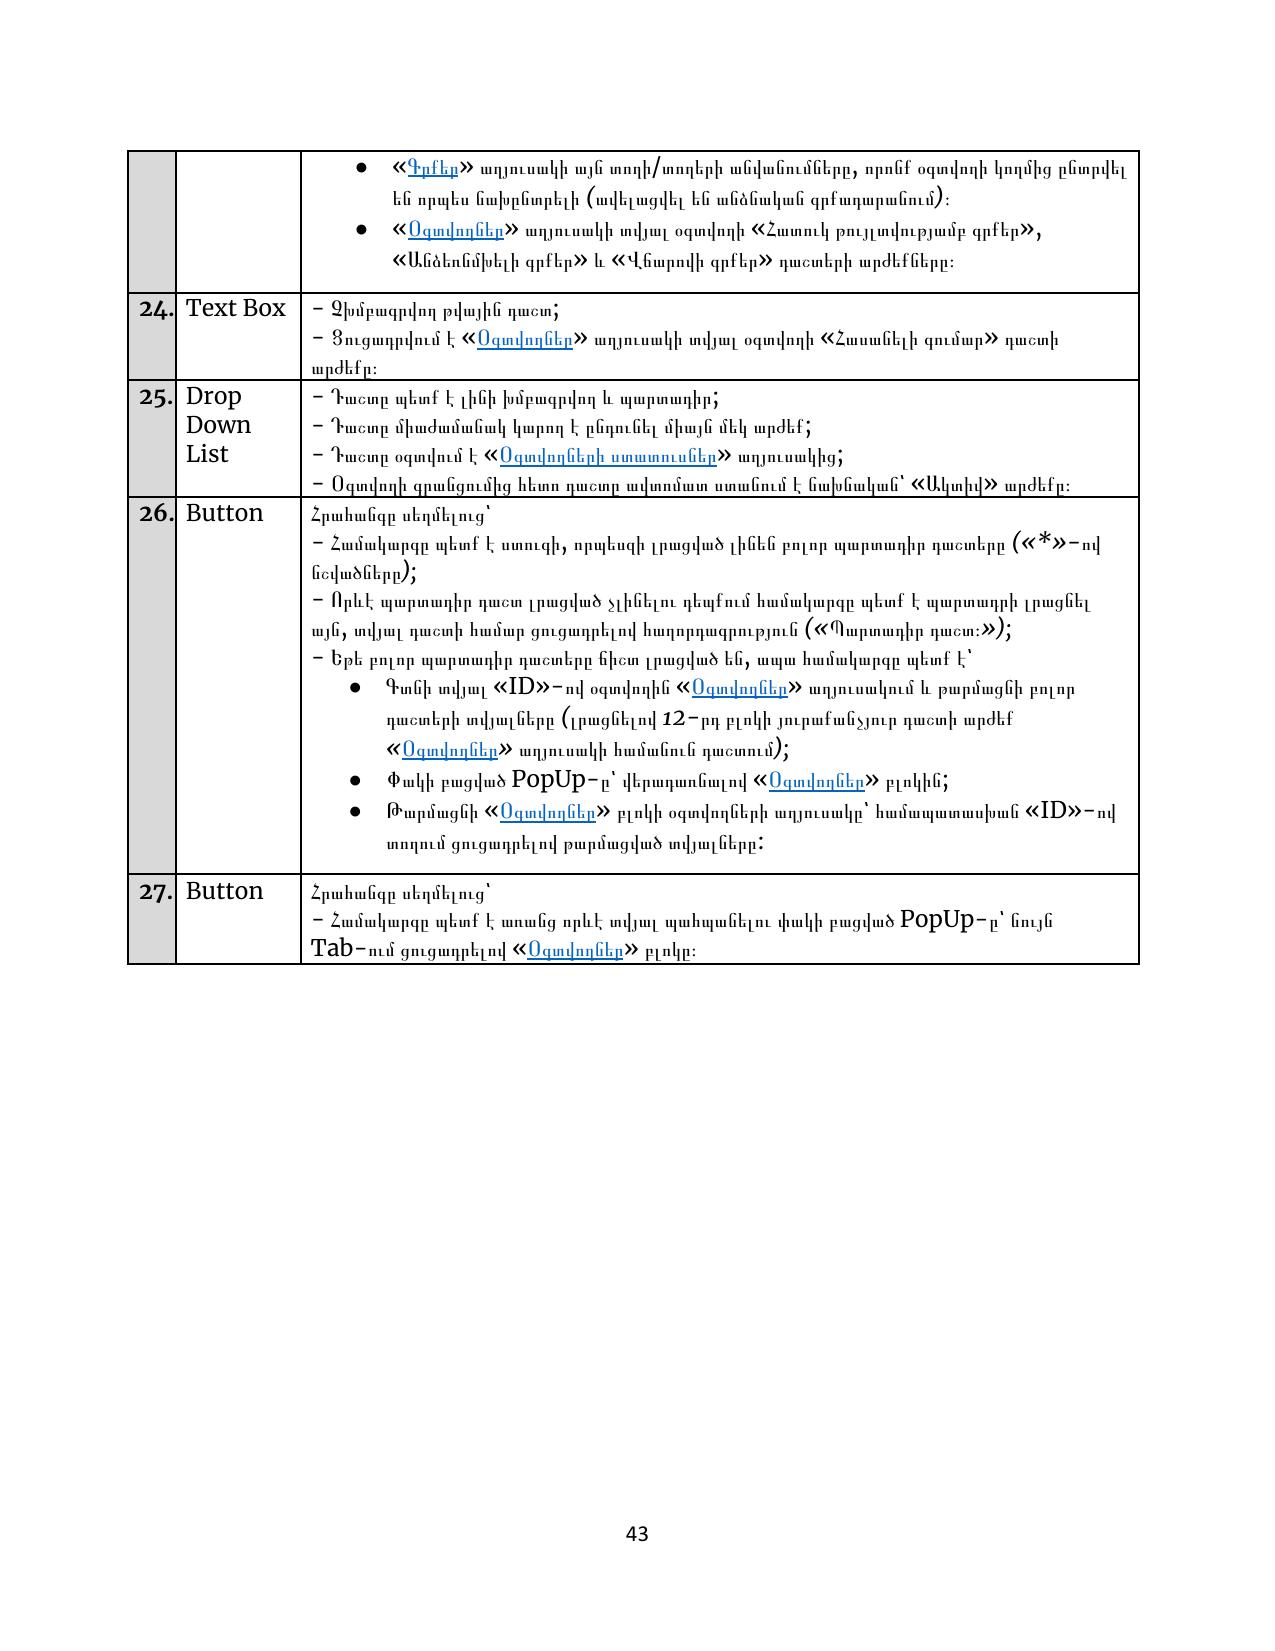 ● «Գրքեր» աղյուսակի այն տողի/տողերի անվանումները, որոնք օգտվողի կողմից ընտրվել
են որպես նախընտրելի (ավելացվել են անձնական գրքադարանում)։
● «Օգտվողներ» աղյուսակի տվյալ օգտվողի «Հատուկ թույլտվությամբ գրքեր»,
«Անձեռնմխելի գրքեր» և «Վճարովի գրքեր» դաշտերի արժեքները։
24. Text Box – Չխմբագրվող թվային դաշտ;
– Ցուցադրվում է «Օգտվողներ» աղյուսակի տվյալ օգտվողի «Հասանելի գումար» դաշտի
արժեքը։
25. Drop – Դաշտը պետք է լինի խմբագրվող և պարտադիր;
Down – Դաշտը միաժամանակ կարող է ընդունել միայն մեկ արժեք;
List – Դաշտը օգտվում է «Օգտվողների ստատուսներ» աղյուսակից;
– Օգտվողի գրանցումից հետո դաշտը ավտոմատ ստանում է նախնական՝ «Ակտիվ» արժեքը։
26. Button Հրահանգը սեղմելուց՝
– Համակարգը պետք է ստուգի, որպեսզի լրացված լինեն բոլոր պարտադիր դաշտերը («*»-ով
նշվածները);
– Որևէ պարտադիր դաշտ լրացված չլինելու դեպքում համակարգը պետք է պարտադրի լրացնել
այն, տվյալ դաշտի համար ցուցադրելով հաղորդագրություն («Պարտադիր դաշտ։»);
– Եթե բոլոր պարտադիր դաշտերը ճիշտ լրացված են, ապա համակարգը պետք է՝
● Գտնի տվյալ «ID»-ով օգտվողին «Օգտվողներ» աղյուսակում և թարմացնի բոլոր
դաշտերի տվյալները (լրացնելով 12-րդ բլոկի յուրաքանչյուր դաշտի արժեք
«Օգտվողներ» աղյուսակի համանուն դաշտում);
● Փակի բացված PopUp-ը՝ վերադառնալով «Օգտվողներ» բլոկին;
● Թարմացնի «Օգտվողներ» բլոկի օգտվողների աղյուսակը՝ համապատասխան «ID»-ով
տողում ցուցադրելով թարմացված տվյալները:
27. Button Հրահանգը սեղմելուց՝
– Համակարգը պետք է առանց որևէ տվյալ պահպանելու փակի բացված PopUp-ը՝ նույն
Tab-ում ցուցադրելով «Օգտվողներ» բլոկը։
43